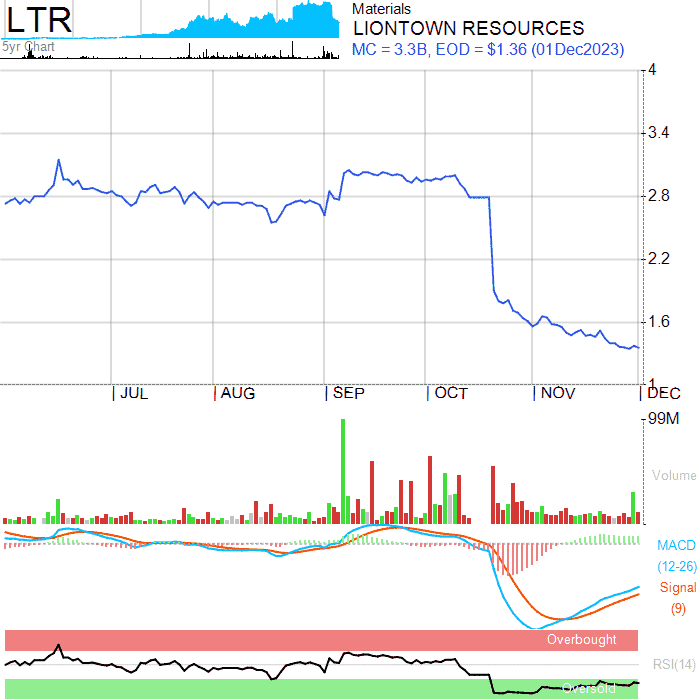 LTR
Materials
LIONTOWN RESOURCES
5yr Chart
MC = 3.3B, EOD = $1.36 (01Dec2023)
4
3.4
2.8
2.2
1.6
1
| JUL | AUG | SEP | OCT | NOV | DEC
99M
Volume
MACD
(12-26)
Signal
(9)
Overbought
RSI(14)
Oversold